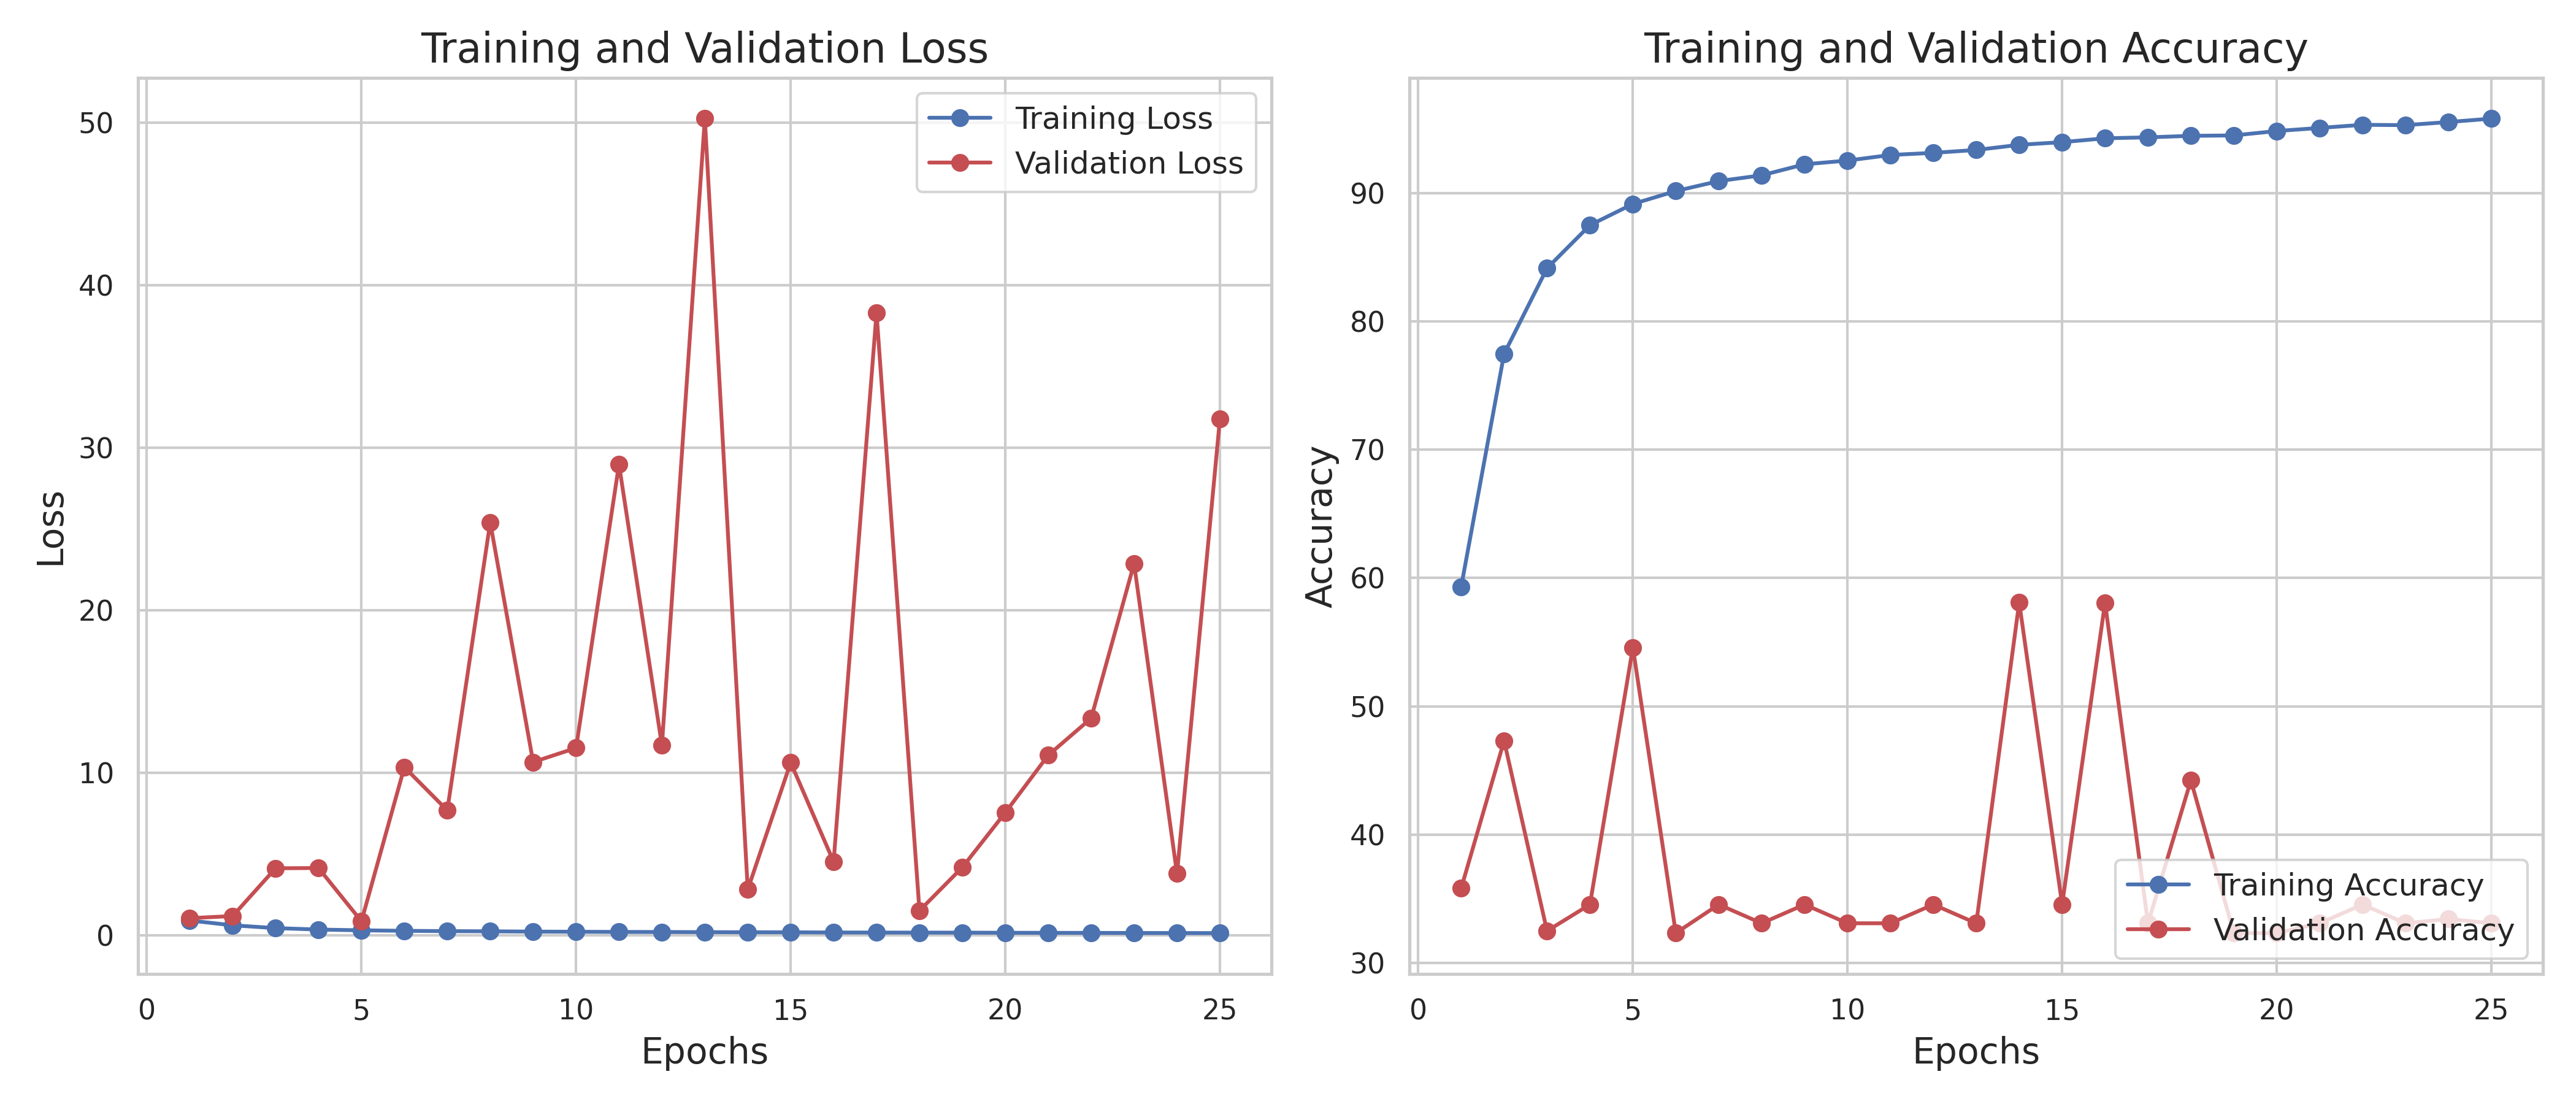 Training and Validation Loss
50
40
30
20
10
0
Loss
0 5 10 15 20 25
Epochs
Training Loss
Validation Loss
Training and Validation Accuracy
90
80
70
60
50
40
30
Accuracy
0 5 10 15 20 25
Epochs
Training Accuracy
Validation Accuracy